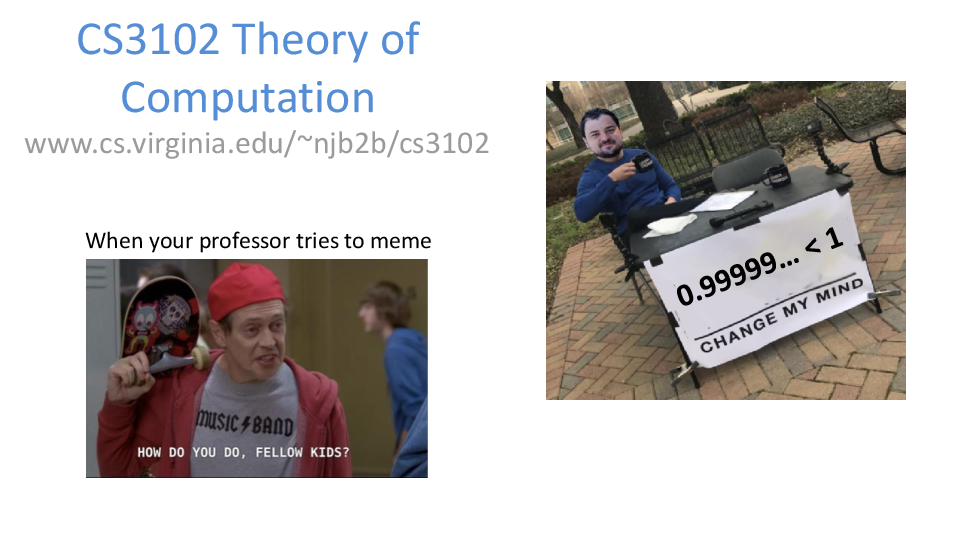 CS3102 Theory of
Computation
www.cs.virginia.edu/~njb2b/cs3102
When your professor tries to meme
MUSIC⚡BAND
HOW DO YOU DO, FELLOW KIDS?
0.99999... < 1
CHANGE MY MIND